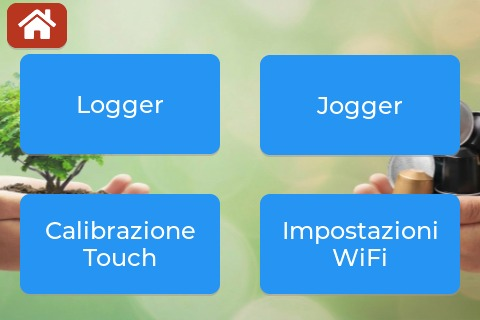 Logger
Jogger
Calibrazione
Touch
Impostazioni
WiFi